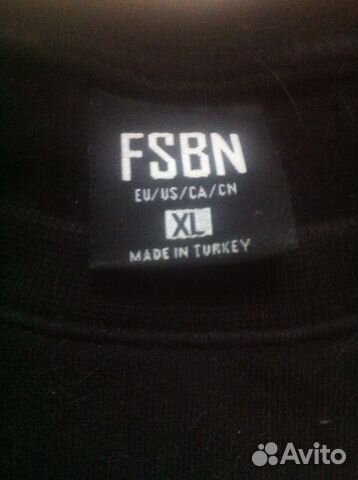 FSBN
EU/US/CA/CN
XL
MADE IN TURKEY
Avito